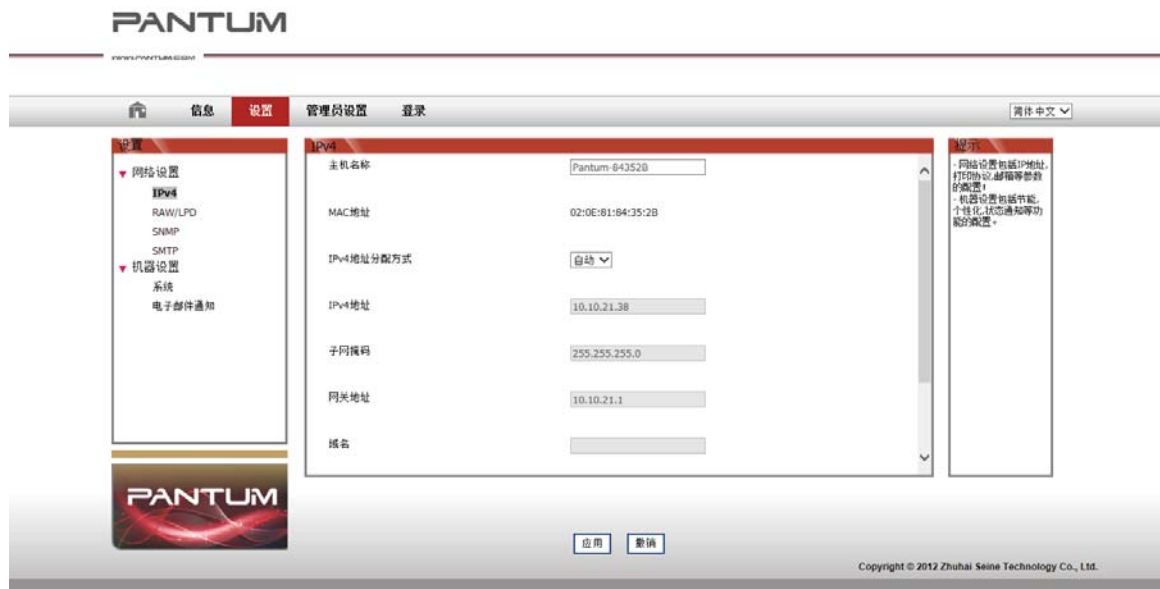 PANTUM
WWW.PANTUM.COM
信息
设置
管理员设置
登录
简体中文
设置
网络设置
IPv4
RAW/LPD
SNMP
SMTP
机器设置
系统
电子邮件通知
IPv4
主机名称
Pantum-84352B
MAC地址
02:0E:81:84:35:2B
IPv4地址分配方式
自动
IPv4地址
10.10.21.38
子网掩码
255.255.255.0
网关地址
10.10.21.1
域名
提示
- 网络设置包括IP地址,
打印协议,邮箱等参数
的配置!
- 机器设置包括节能,
个性化,状态通知等功
能的配置。
PANTUM
应用
撤销
Copyright © 2012 Zhuhai Seine Technology Co., Ltd.